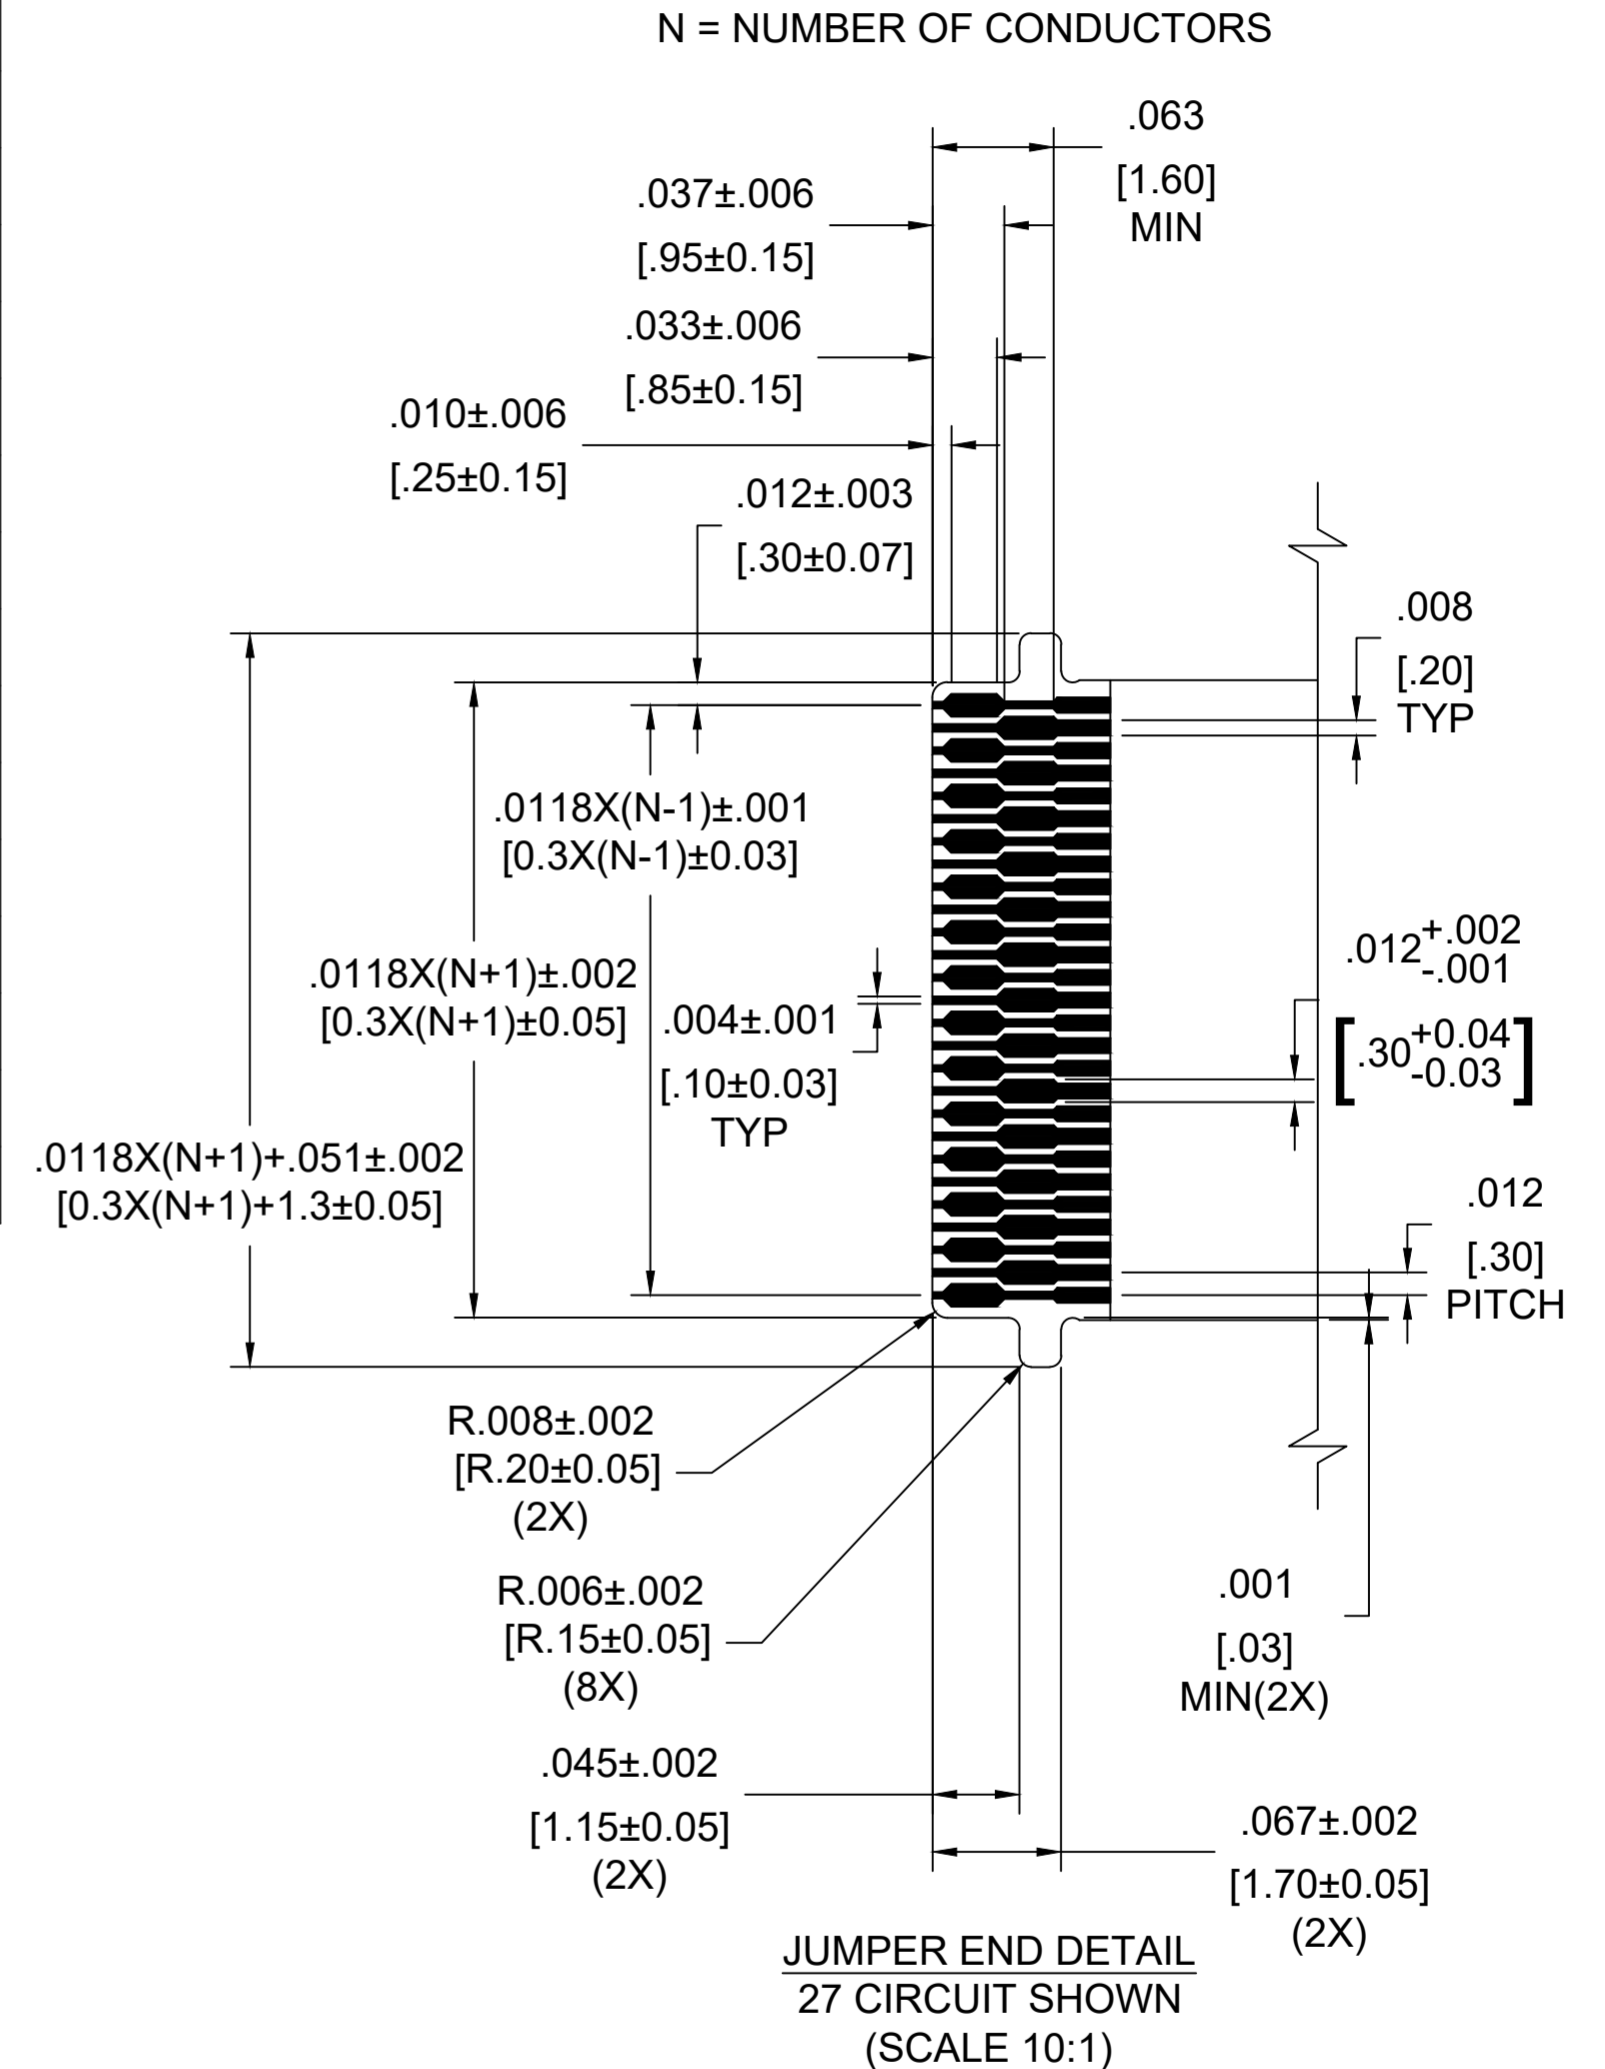 N = NUMBER OF CONDUCTORS
.063
[1.60]
MIN
.037±.006
[.95±0.15]
.033±.006
[.85±0.15]
.010±.006
[.25±0.15]
.012±.003
[.30±0.07]
.008
[.20]
TYP
.0118X(N-1)±.001
[0.3X(N-1)±0.03]
.0118X(N+1)±.002
[0.3X(N+1)±0.05]
.004±.001
[.10±0.03]
TYP
.012+.002
-.001
[.30+0.04
-0.03]
.0118X(N+1)+.051±.002
[0.3X(N+1)+1.3±0.05]
.012
[.30]
PITCH
R.008±.002
[R.20±0.05]
(2X)
R.006±.002
[R.15±0.05]
(8X)
.001
[.03]
MIN(2X)
.045±.002
[1.15±0.05]
(2X)
.067±.002
[1.70±0.05]
(2X)
JUMPER END DETAIL
27 CIRCUIT SHOWN
(SCALE 10:1)